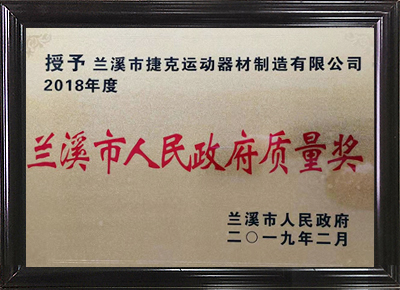 授予 兰溪市捷克运动器材制造有限公司
2018年度
兰溪市人民政府质量奖
兰溪市人民政府
二〇一九年二月